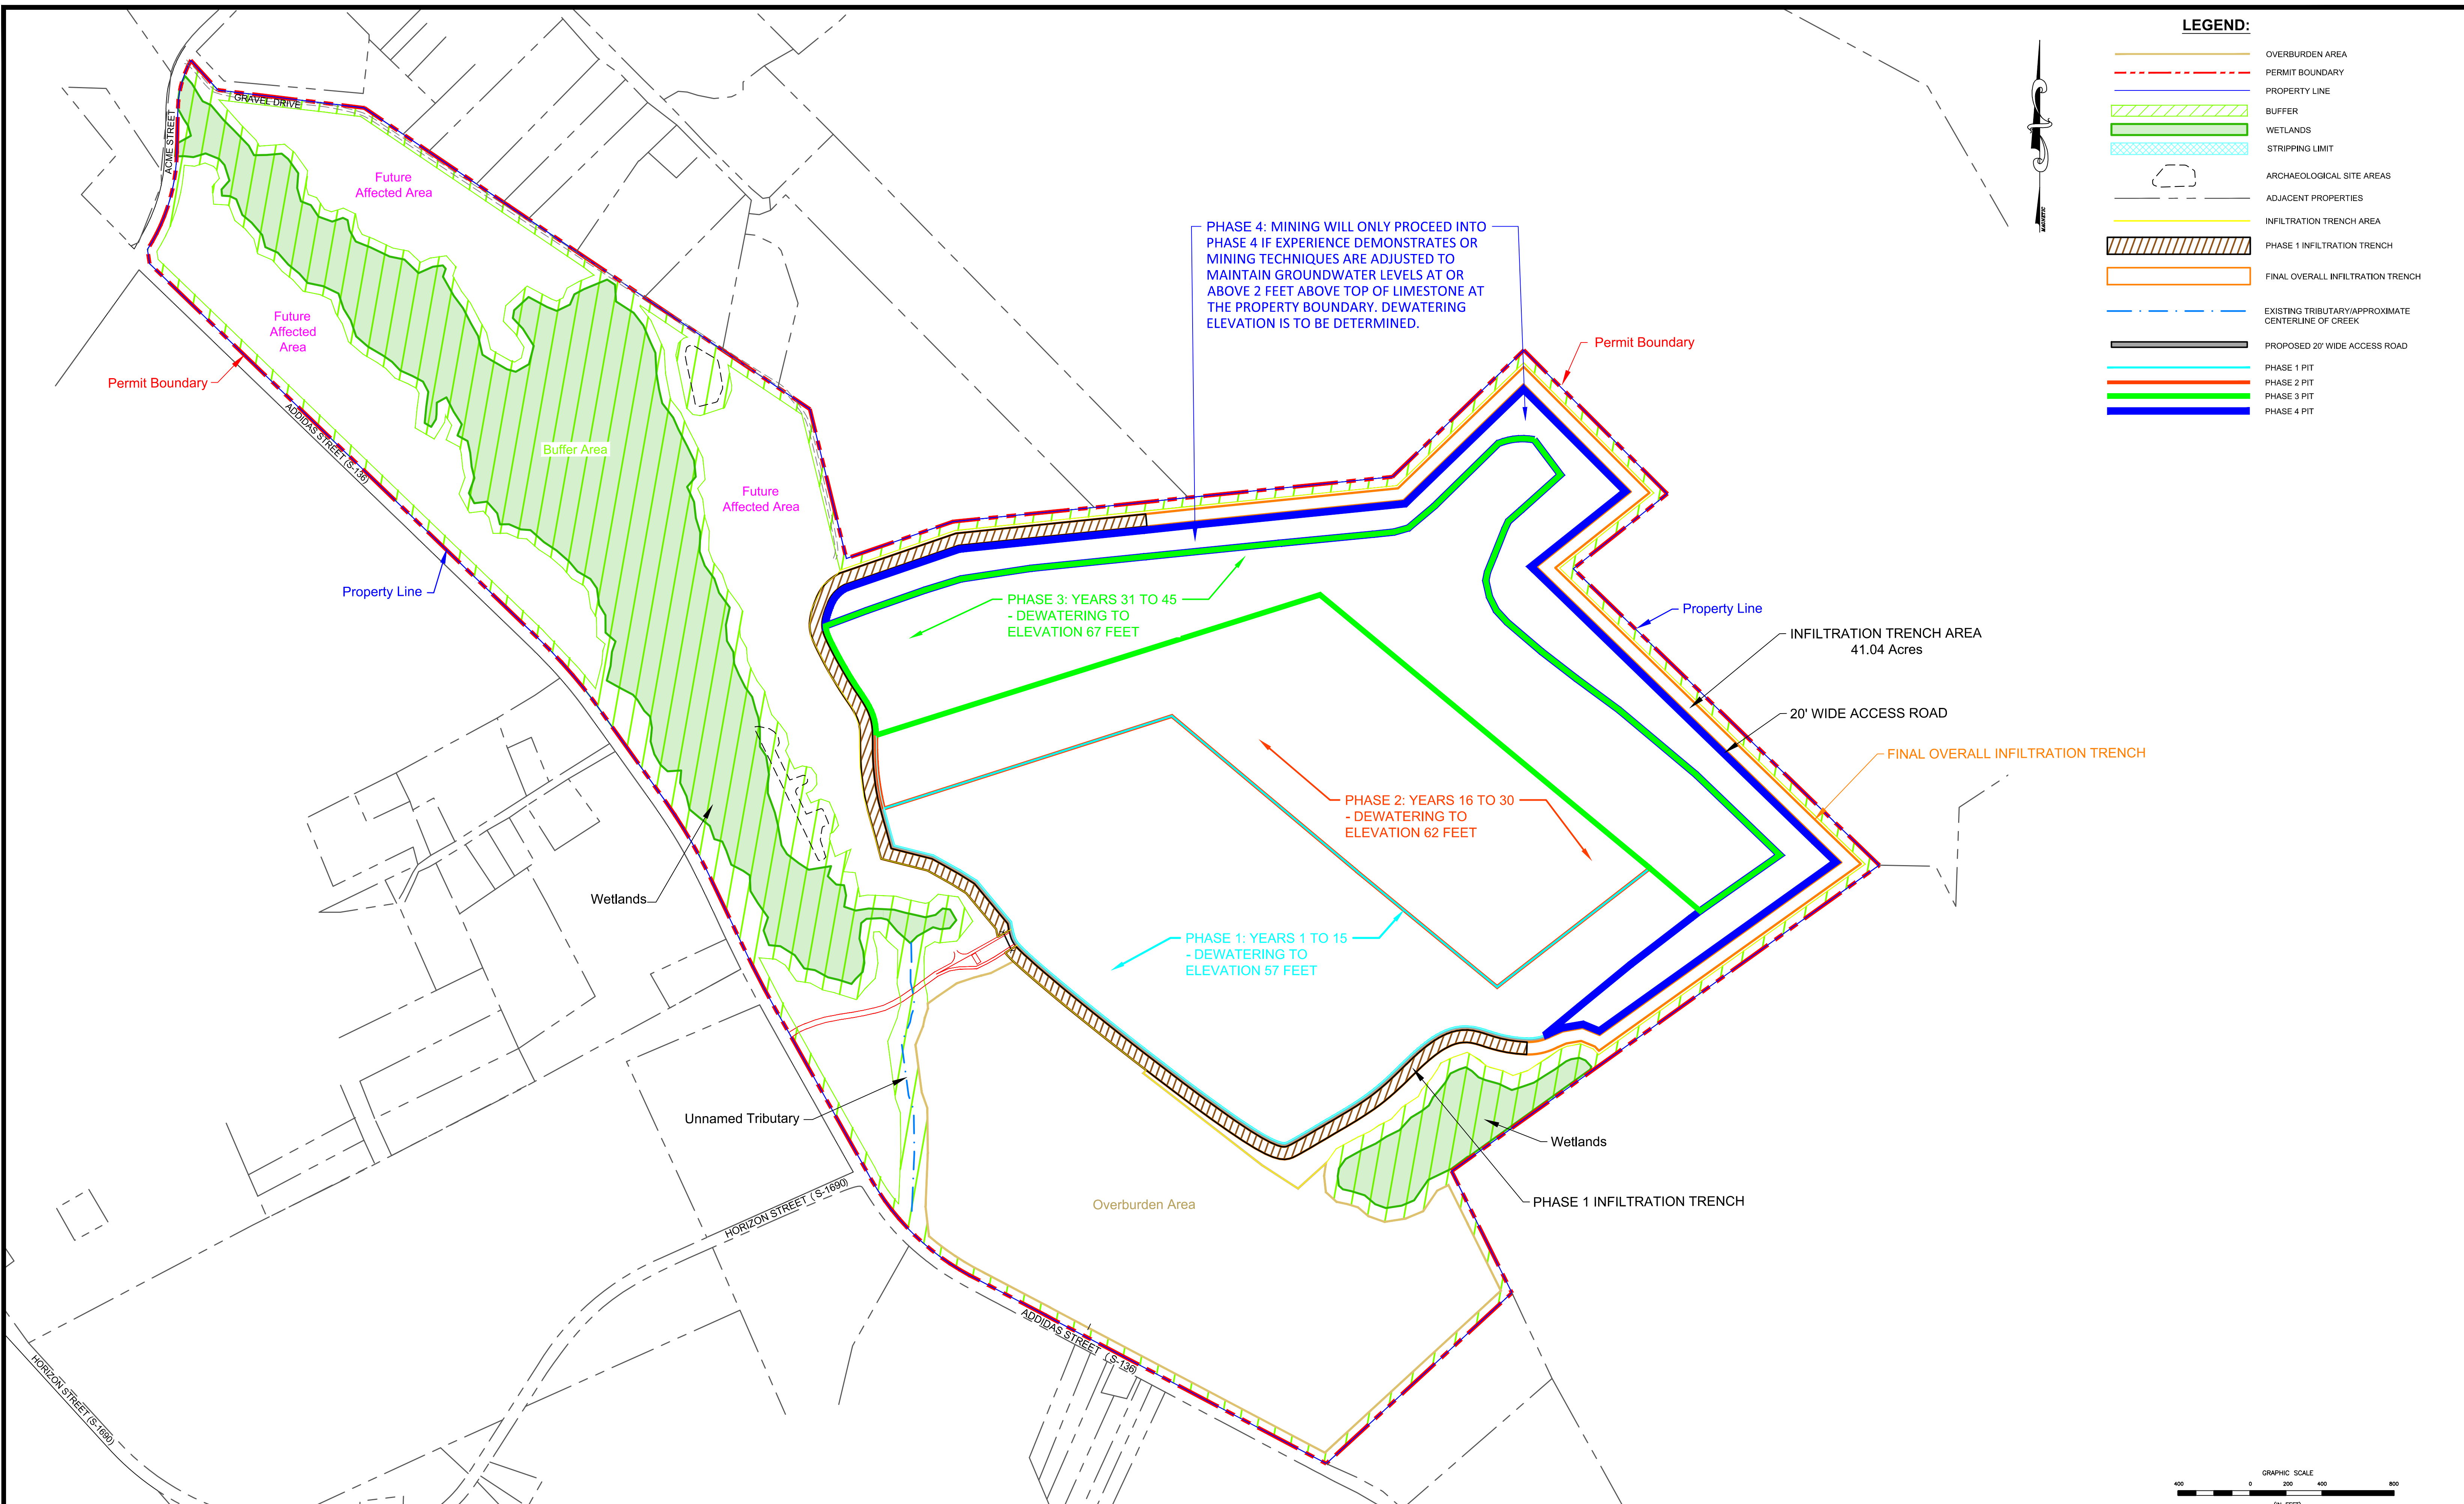 LEGEND:
OVERBURDEN AREA
PERMIT BOUNDARY
PROPERTY LINE
BUFFER
WETLANDS
STRIPPING LIMIT
ARCHAEOLOGICAL SITE AREAS
ADJACENT PROPERTIES
INFILTRATION TRENCH AREA
PHASE 1 INFILTRATION TRENCH
FINAL OVERALL INFILTRATION TRENCH
EXISTING TRIBUTARY/APPROXIMATE
CENTERLINE OF CREEK
PROPOSED 20' WIDE ACCESS ROAD
PHASE 1 PIT
PHASE 2 PIT
PHASE 3 PIT
PHASE 4 PIT
GRAVEL DRIVE
ACME STREET
Future
Affected Area
Future
Affected
Area
Permit Boundary
ADDIDAS STREET (S-136)
Buffer Area
Future
Affected Area
Property Line
PHASE 4: MINING WILL ONLY PROCEED INTO
PHASE 4 IF EXPERIENCE DEMONSTRATES OR
MINING TECHNIQUES ARE ADJUSTED TO
MAINTAIN GROUNDWATER LEVELS AT OR
ABOVE 2 FEET ABOVE TOP OF LIMESTONE AT
THE PROPERTY BOUNDARY. DEWATERING
ELEVATION IS TO BE DETERMINED.
Permit Boundary
PHASE 3: YEARS 31 TO 45
- DEWATERING TO
ELEVATION 67 FEET
Property Line
INFILTRATION TRENCH AREA
41.04 Acres
20' WIDE ACCESS ROAD
FINAL OVERALL INFILTRATION TRENCH
PHASE 2: YEARS 16 TO 30
- DEWATERING TO
ELEVATION 62 FEET
Wetlands
PHASE 1: YEARS 1 TO 15
- DEWATERING TO
ELEVATION 57 FEET
Unnamed Tributary
Wetlands
PHASE 1 INFILTRATION TRENCH
Overburden Area
HORIZON STREET ( S-1690)
ADDIDAS STREET ( S-136)
HORIZON STREET (S-1690)
GRAPHIC SCALE
400 0 200 400 800